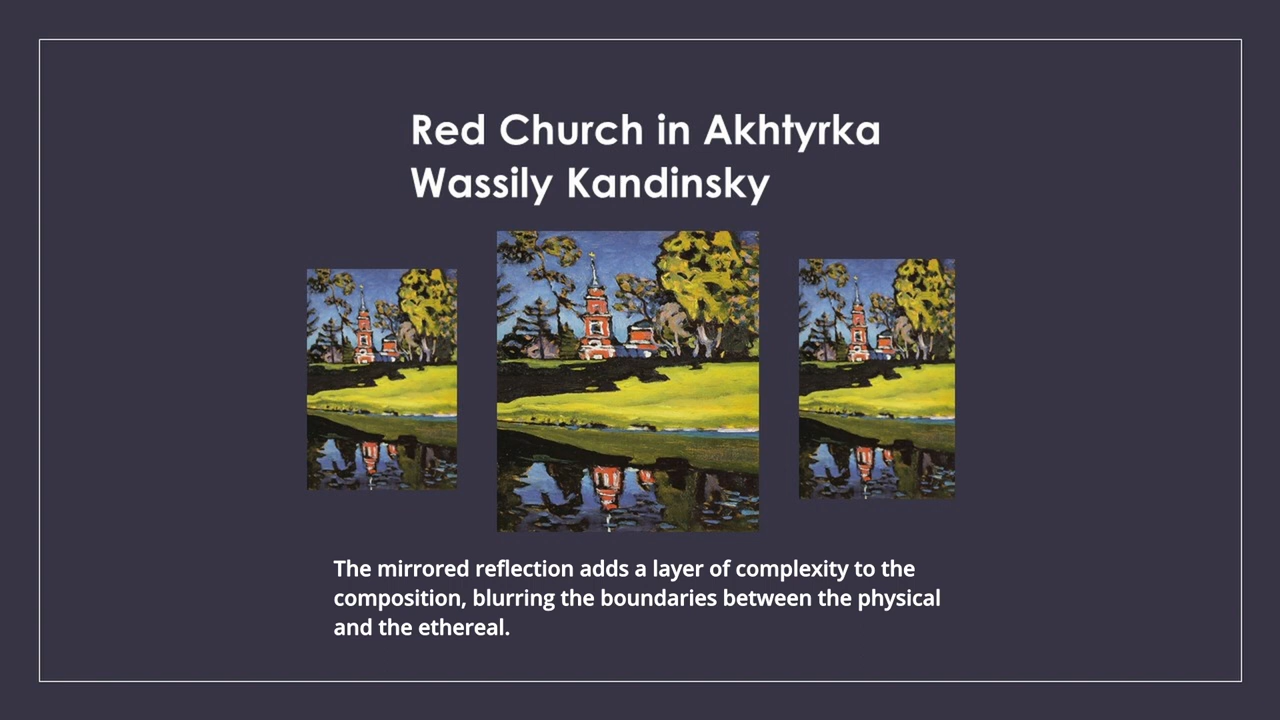 Red Church in Akhtyrka
Wassily Kandinsky
The mirrored reflection adds a layer of complexity to the
composition, blurring the boundaries between the physical
and the ethereal.